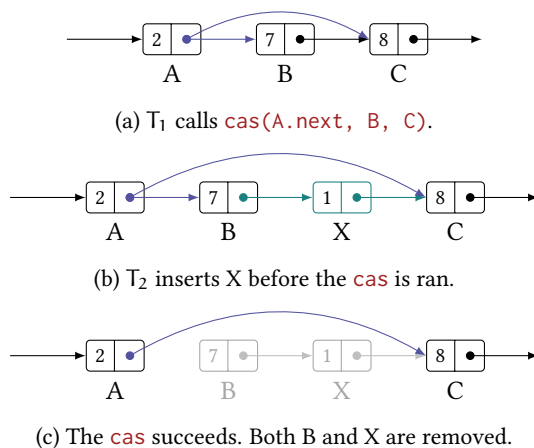 2 7 8
A B C
(a) T₁ calls cas(A.next, B, C).
2 7 1 8
A B X C
(b) T₂ inserts X before the cas is ran.
2 7 1 8
A B X C
(c) The cas succeeds. Both B and X are removed.